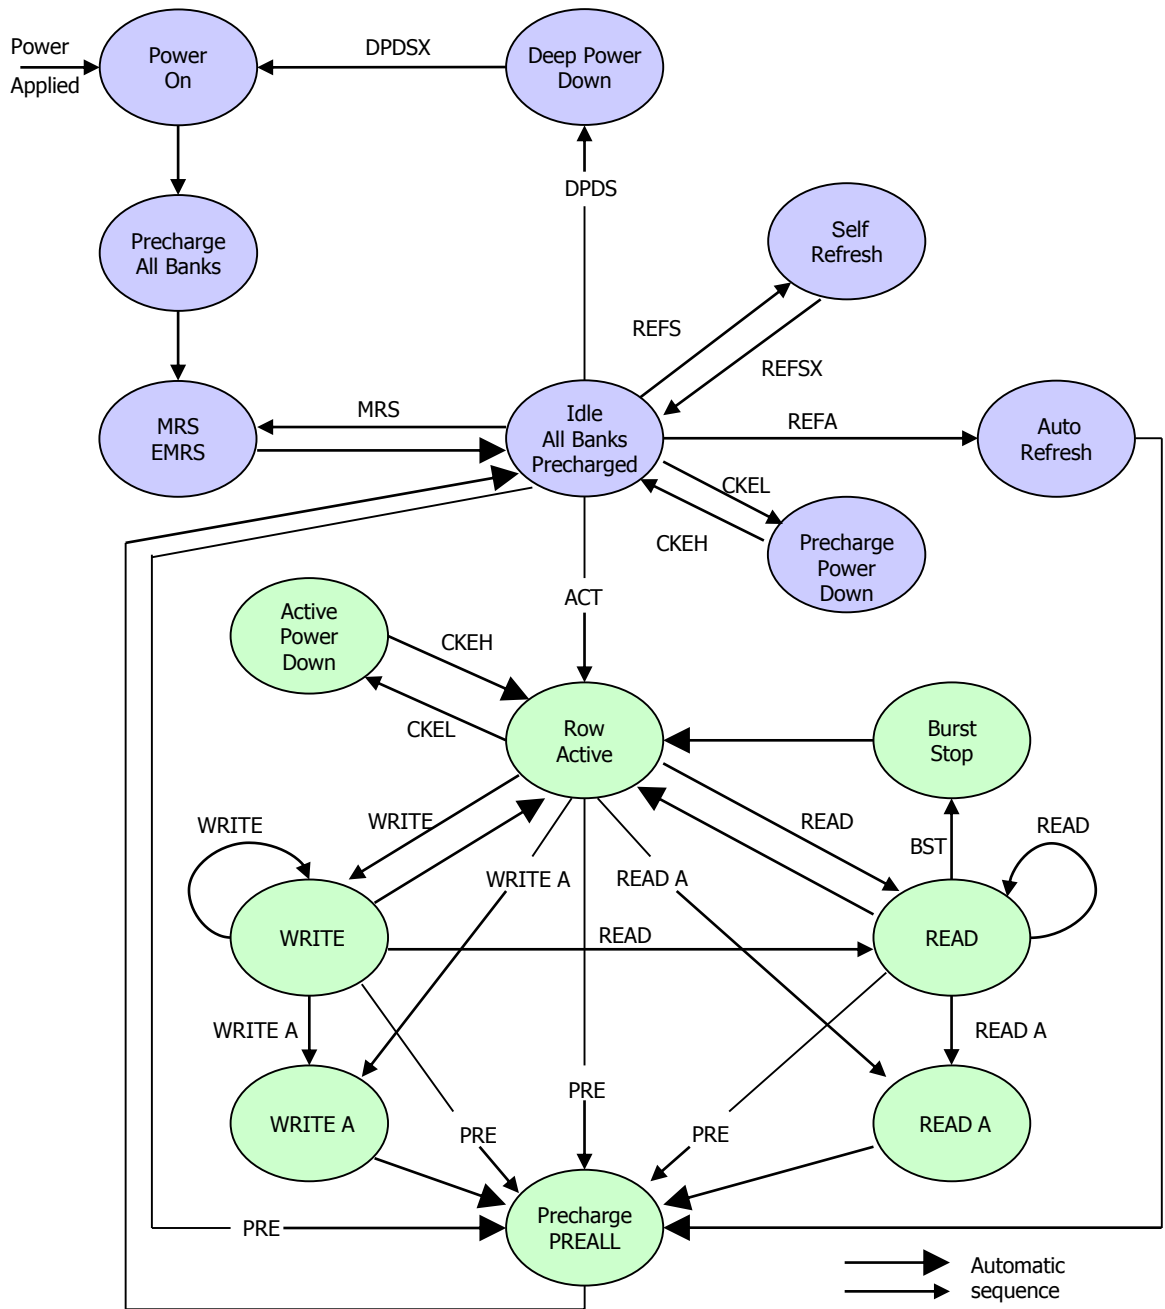 Power
Applied
Power
On
DPDSX
Deep Power
Down
DPDS
Precharge
All Banks
Self
Refresh
REFS
REFSX
MRS
EMRS
MRS
Idle
All Banks
Precharged
REFA
Auto
Refresh
CKEL
CKEH
Precharge
Power
Down
ACT
Active
Power
Down
CKEH
CKEL
Row
Active
Burst
Stop
WRITE
WRITE
READ
BST
READ
WRITE A
READ A
WRITE
READ
READ
WRITE A
READ A
WRITE A
PRE
READ A
PRE
PRE
PRE
Precharge
PREALL
Automatic
sequence